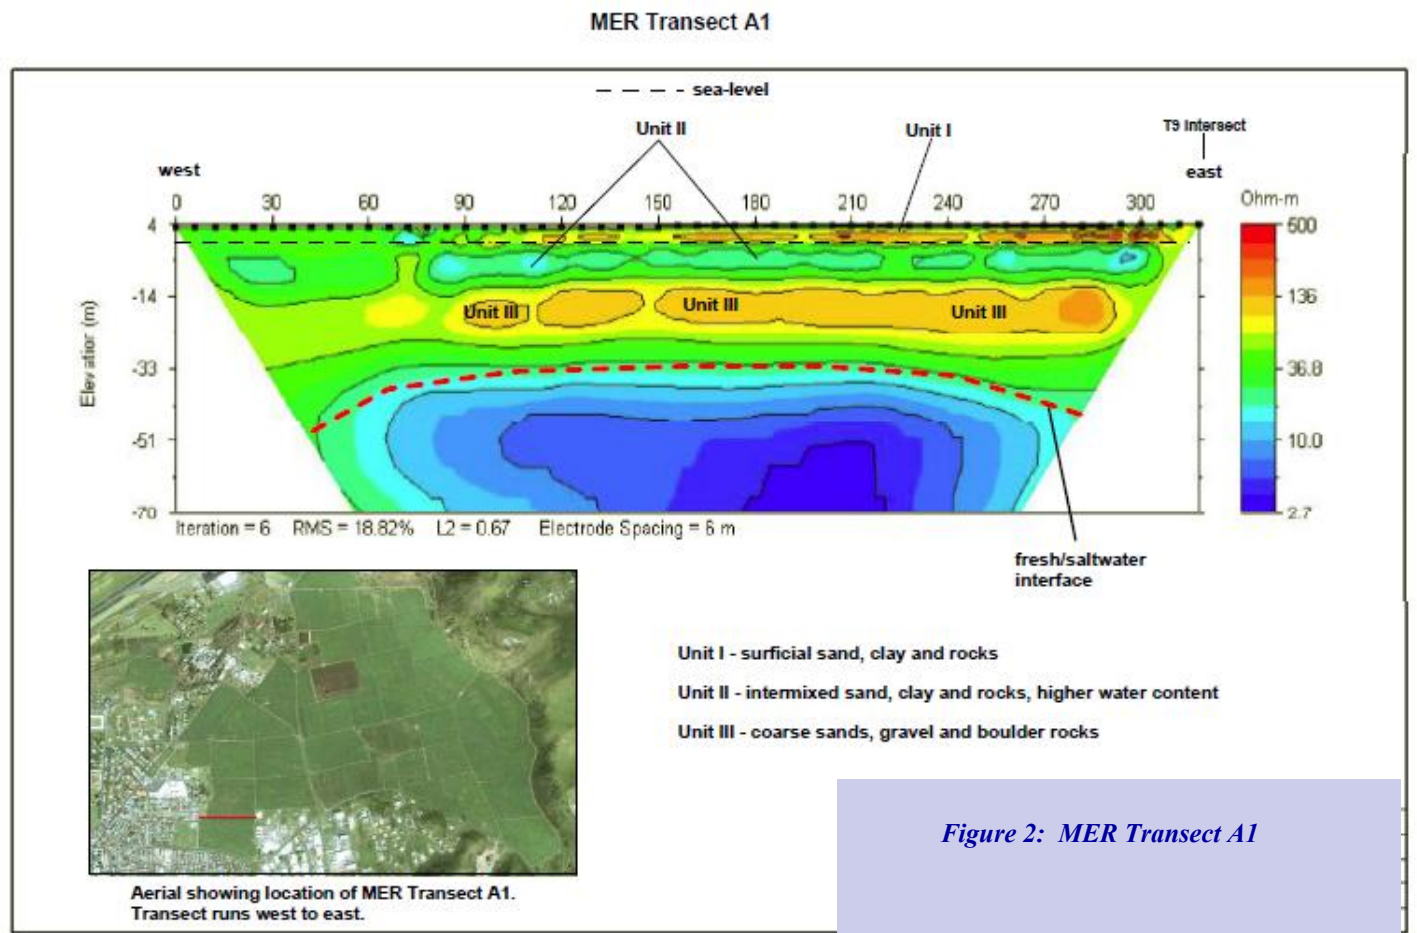 MER Transect A1
sea-level
Unit II
Unit I
T9 Intersect
west
east
0 30 60 90 120 150 180 210 240 270 300
Ohm-m
4
-14
-33
-51
-70
Elevation (m)
600
136
36.8
10.0
2.7
Unit III
Unit III
Unit III
Iteration = 6 RMS = 18.82% L2 = 0.67 Electrode Spacing = 6 m
fresh/saltwater
interface
Unit I - surficial sand, clay and rocks
Unit II - intermixed sand, clay and rocks, higher water content
Unit III - coarse sands, gravel and boulder rocks
Figure 2: MER Transect A1
Aerial showing location of MER Transect A1.
Transect runs west to east.